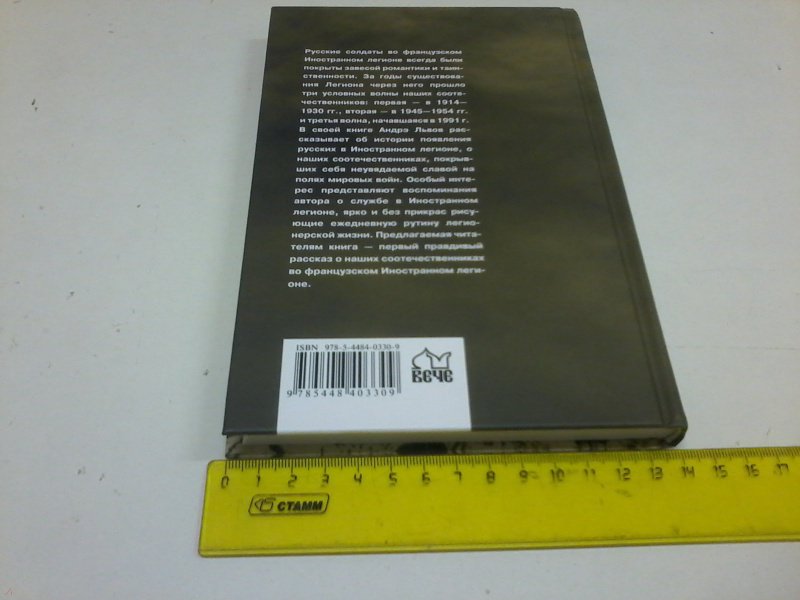 Русские солдаты во французском
Иностранном легионе всегда были
покрыты завесой романтики и таин-
ственности. За годы существова-
ния Легиона через него прошло
три условных волны наших соотe-
чественников: первая — в 1914—
1930 гг., вторая — в 1945—1954 гг.
и третья волна, начавшаяся в 1991 г.
В своей книге Андрэ Львов рас-
сказывает об истории появления
русских в Иностранном легионе, о
наших соотечественниках, покрыв-
ших себя неувядаемой славой на
полях мировых войн. Особый инте-
рес представляют воспоминания
автора о службе в Иностранном
легионе, ярко и без прикрас рису-
ющие ежедневную рутину легио-
нерской жизни. Предлагаемая чита-
телям книга — первый правдивый
рассказ о наших соотечественниках
во французском Иностранном леги-
оне.
ISBN 978-5-4484-0330-9
9 785448 403309
ВЕЧЕ
0 1 2 3 4 5 6 7 8 9 10 11 12 13 14 15 16 17
СТАММ